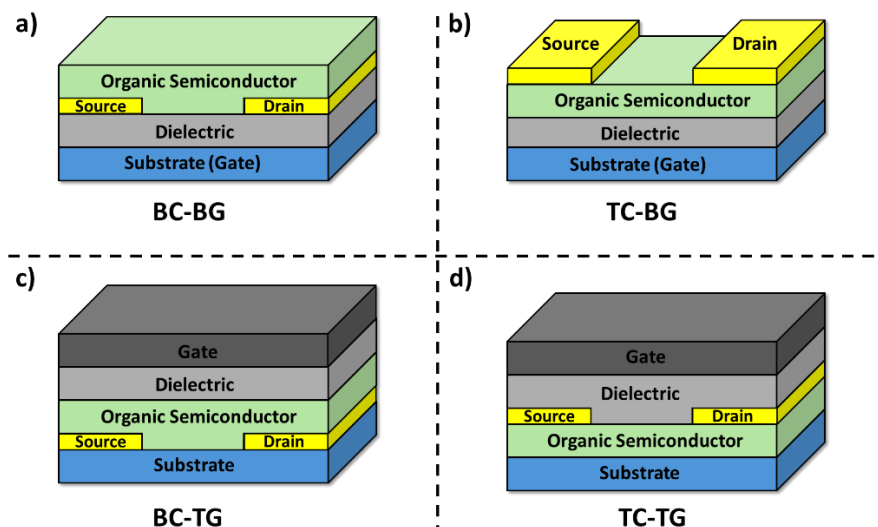 a)
Organic Semiconductor
Source
Drain
Dielectric
Substrate (Gate)
BC-BG
b)
Source
Drain
Organic Semiconductor
Dielectric
Substrate (Gate)
TC-BG
c)
Gate
Dielectric
Organic Semiconductor
Source
Drain
Substrate
BC-TG
d)
Gate
Dielectric
Source
Drain
Organic Semiconductor
Substrate
TC-TG